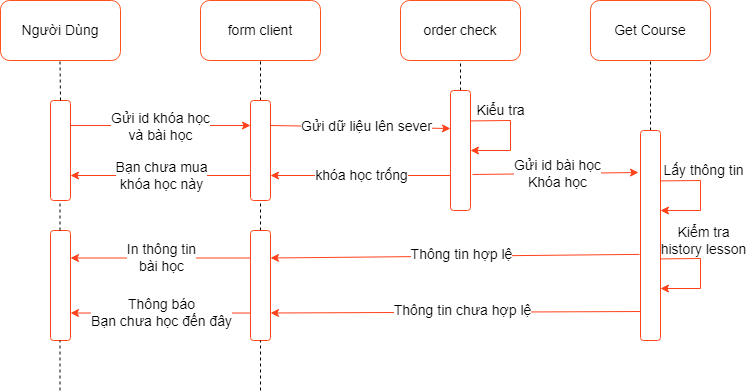 Người Dùng
form client
order check
Get Course
Kiểu tra
Gửi id khóa học
và bài học
Gửi dữ liệu lên sever
Bạn chưa mua
khóa học này
khóa học trống
Gửi id bài học
Khóa học
Lấy thông tin
Kiểm tra
history lesson
In thông tin
bài học
Thông tin hợp lệ
Thông báo
Bạn chưa học đến đây
Thông tin chưa hợp lệ